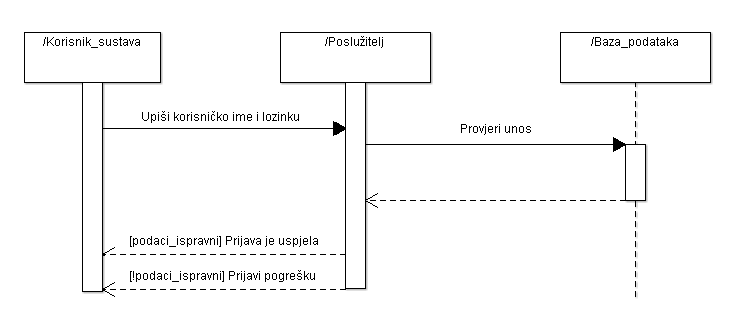 /Korisnik_sustava
/Poslužitelj
/Baza_podataka
Upiši korisničko ime i lozinku
Provjeri unos
[podaci_ispravni] Prijava je uspjela
[!podaci_ispravni] Prijavi pogrešku